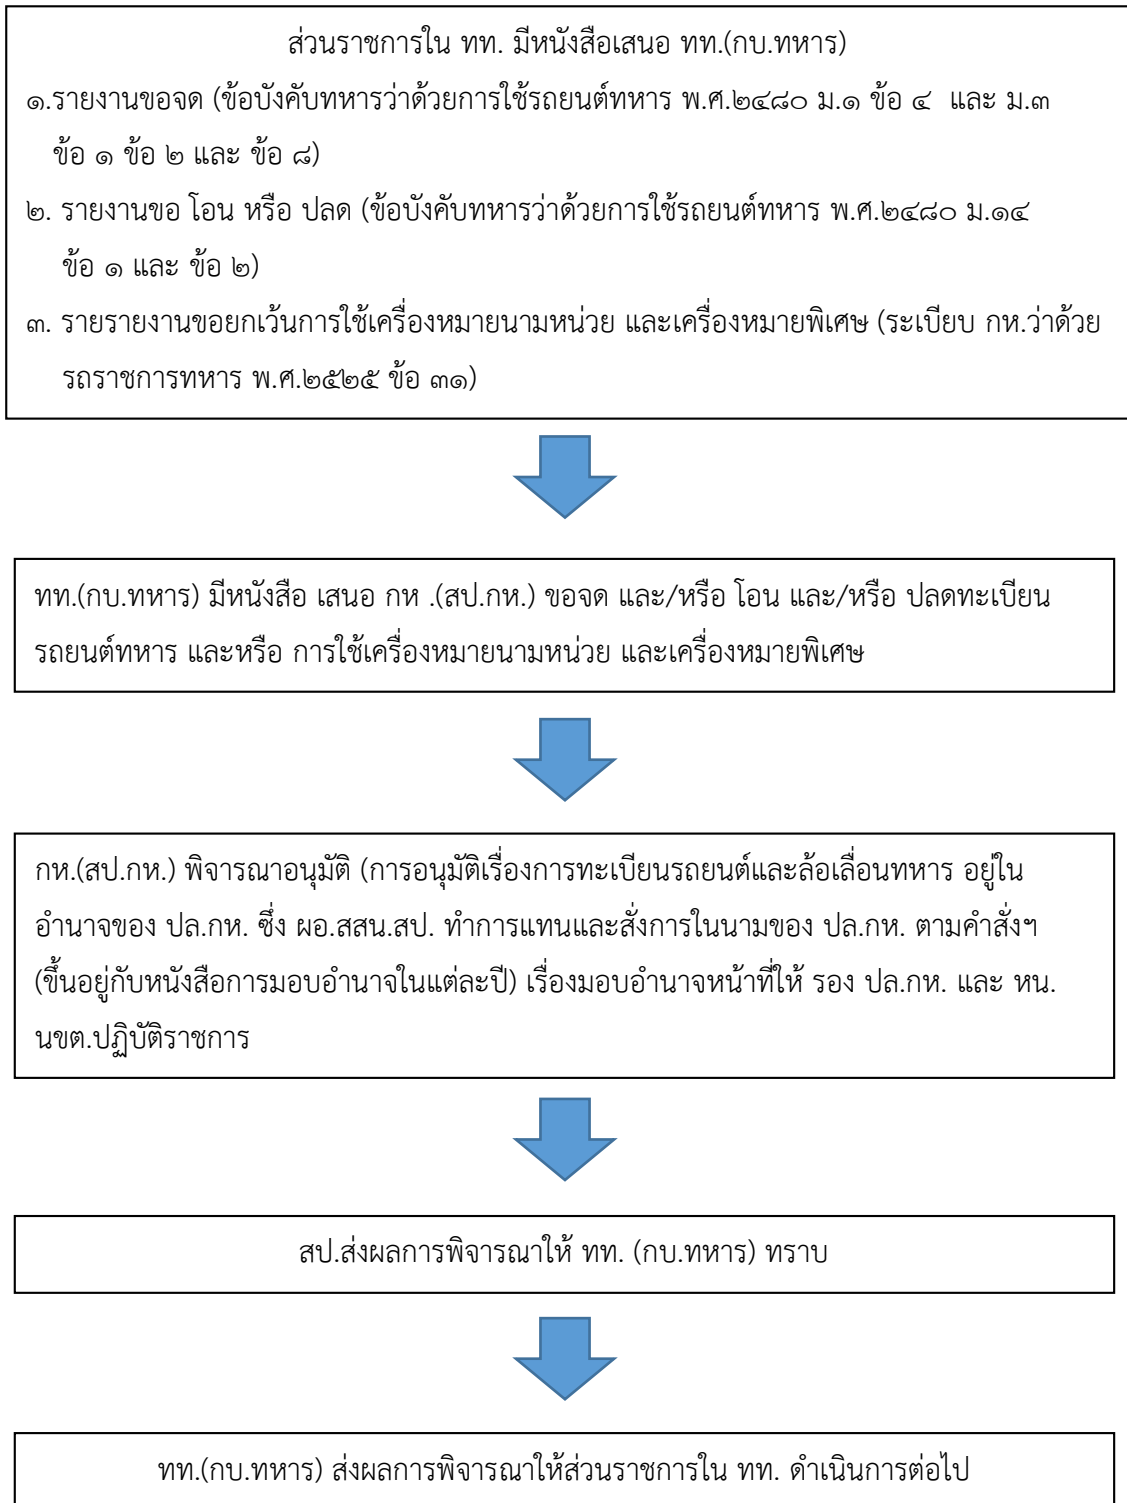 ส่วนราชการใน ทท. มีหนังสือเสนอ ทท.(กบ.ทหาร)
๑.รายงานขอจด (ข้อบังคับทหารว่าด้วยการใช้รถยนต์ทหาร พ.ศ.๒๔๘๐ ม.๑ ข้อ ๔ และ ม.๓
ข้อ ๑ ข้อ ๒ และ ข้อ ๘)
๒. รายงานขอ โอน หรือ ปลด (ข้อบังคับทหารว่าด้วยการใช้รถยนต์ทหาร พ.ศ.๒๔๘๐ ม.๑๔
ข้อ ๑ และ ข้อ ๒)
๓. รายรายงานขอยกเว้นการใช้เครื่องหมายนามหน่วย และเครื่องหมายพิเศษ (ระเบียบ กห.ว่าด้วย
รถราชการทหาร พ.ศ.๒๕๒๕ ข้อ ๓๑)
ทท.(กบ.ทหาร) มีหนังสือ เสนอ กห .(สป.กห.) ขอจด และ/หรือ โอน และ/หรือ ปลดทะเบียน
รถยนต์ทหาร และหรือ การใช้เครื่องหมายนามหน่วย และเครื่องหมายพิเศษ
กห.(สป.กห.) พิจารณาอนุมัติ (การอนุมัติเรื่องการทะเบียนรถยนต์และล้อเลื่อนทหาร อยู่ใน
อำนาจของ ปล.กห. ซึ่ง ผอ.สสน.สป. ทำการแทนและสั่งการในนามของ ปล.กห. ตามคำสั่งฯ
(ขึ้นอยู่กับหนังสือการมอบอำนาจในแต่ละปี) เรื่องมอบอำนาจหน้าที่ให้ รอง ปล.กห. และ หน.
นขต.ปฏิบัติราชการ
สป.ส่งผลการพิจารณาให้ ทท. (กบ.ทหาร) ทราบ
ทท.(กบ.ทหาร) ส่งผลการพิจารณาให้ส่วนราชการใน ทท. ดำเนินการต่อไป